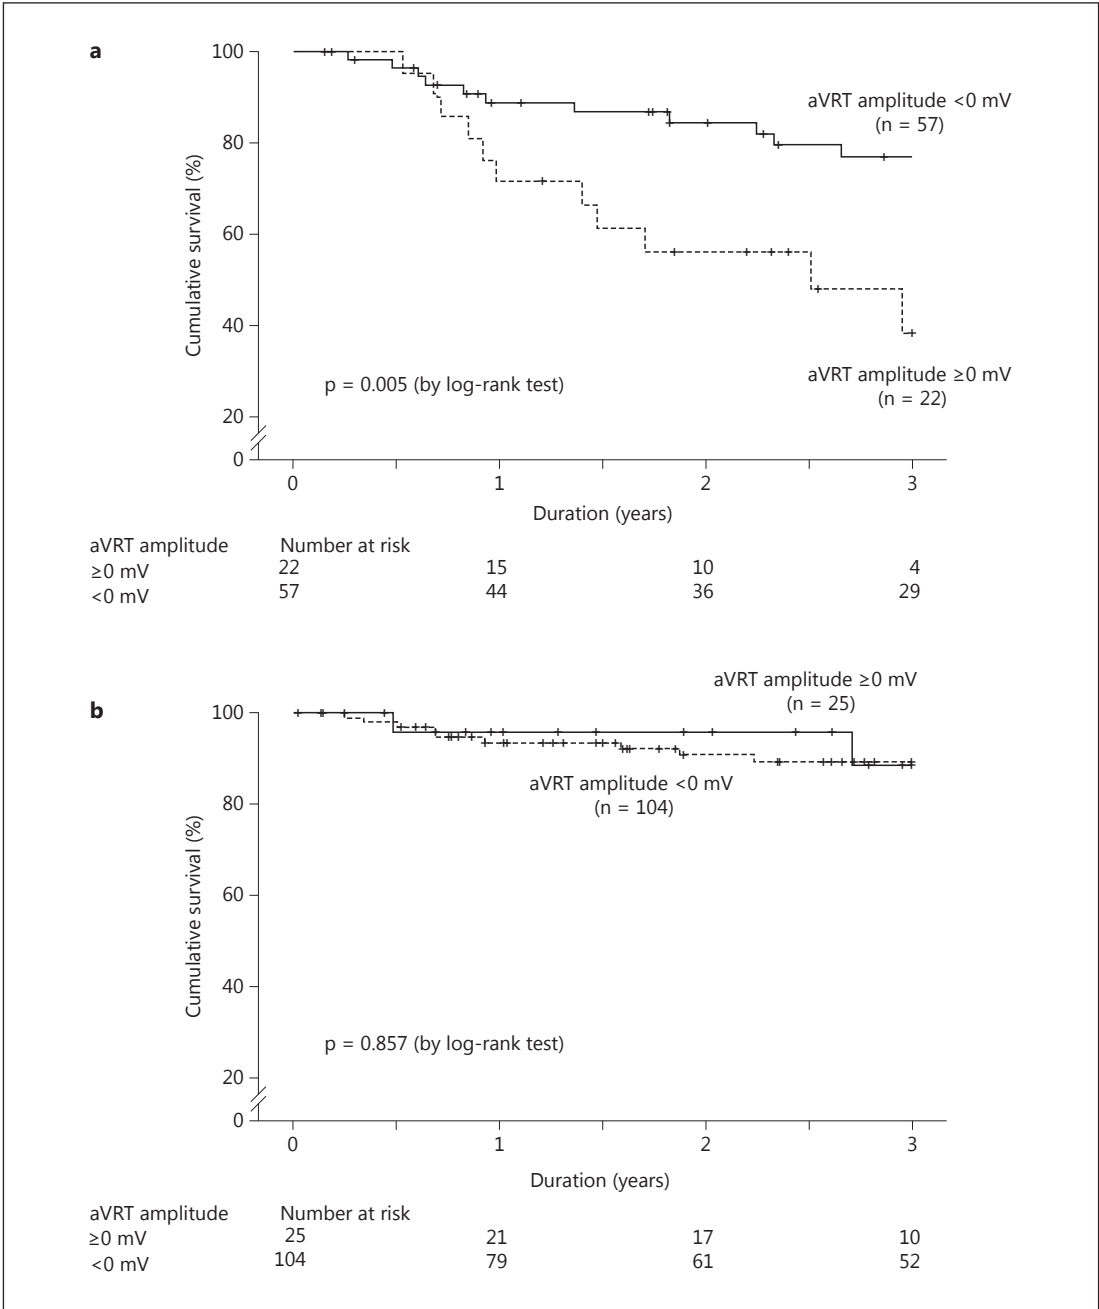 a
100
80
60
40
20
0
Cumulative survival (%)
aVRT amplitude <0 mV
(n = 57)
p = 0.005 (by log-rank test)
aVRT amplitude ≥0 mV
(n = 22)
0 1 2 3
Duration (years)
aVRT amplitude Number at risk
≥0 mV 22 15 10 4
<0 mV 57 44 36 29
b
100
80
60
40
20
0
Cumulative survival (%)
aVRT amplitude ≥0 mV
(n = 25)
aVRT amplitude <0 mV
(n = 104)
p = 0.857 (by log-rank test)
0 1 2 3
Duration (years)
aVRT amplitude Number at risk
≥0 mV 25 21 17 10
<0 mV 104 79 61 52